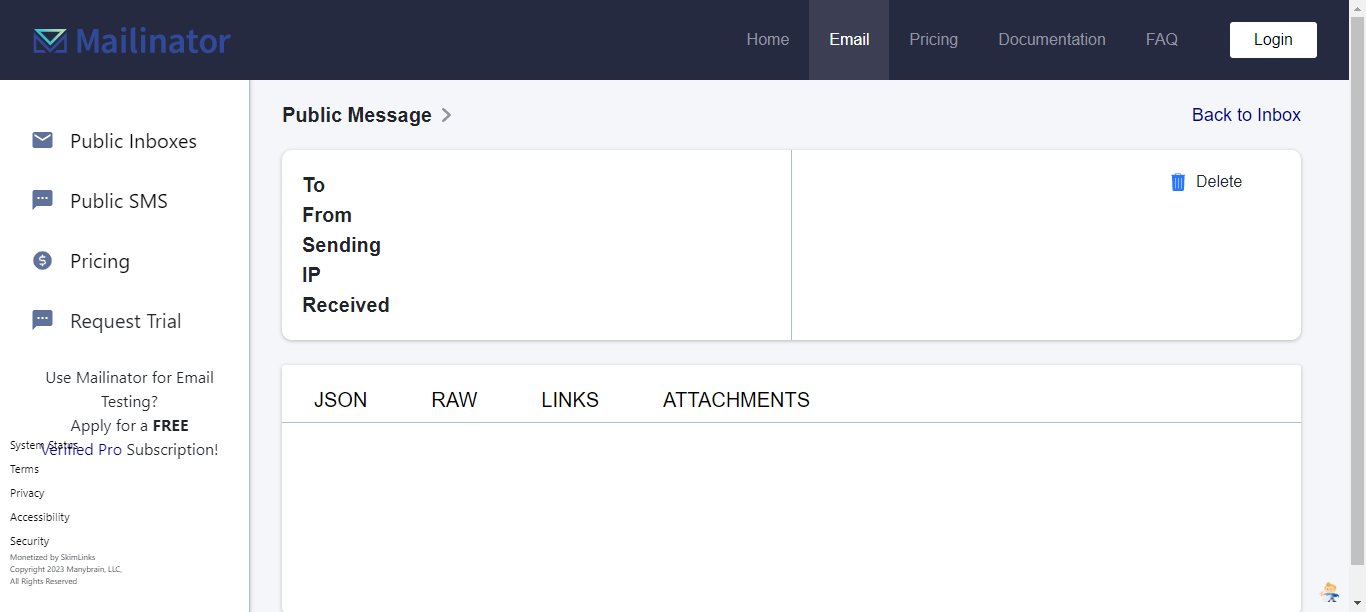 Mailinator
Home
Email
Pricing
Documentation
FAQ
Login
Public Inboxes
Public SMS
Pricing
Request Trial
Use Mailinator for Email
Testing?
Apply for a FREE
Verified Pro Subscription!
System Status
Terms
Privacy
Accessibility
Security
Monetized by SkimLinks
Copyright 2023 Manybrain, LLC,
All Rights Reserved
Public Message
Back to Inbox
To
From
Sending
IP
Received
Delete
JSON
RAW
LINKS
ATTACHMENTS